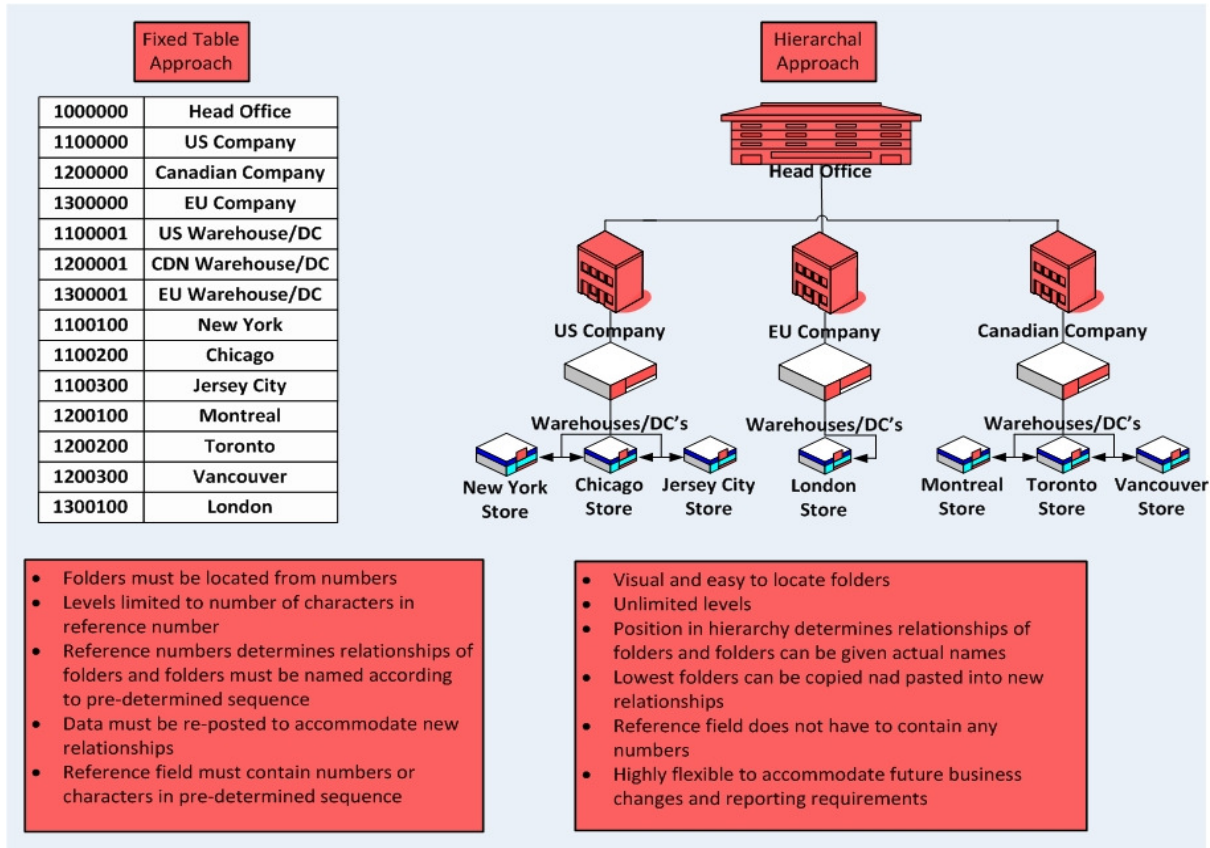 Fixed Table
Approach
1000000 Head Office
1100000 US Company
1200000 Canadian Company
1300000 EU Company
1100001 US Warehouse/DC
1200001 CDN Warehouse/DC
1300001 EU Warehouse/DC
1100100 New York
1100200 Chicago
1100300 Jersey City
1200100 Montreal
1200200 Toronto
1200300 Vancouver
1300100 London
• Folders must be located from numbers
• Levels limited to number of characters in
reference number
• Reference numbers determines relationships of
folders and folders must be named according
to pre-determined sequence
• Data must be re-posted to accommodate new
relationships
• Reference field must contain numbers or
characters in pre-determined sequence
Hierarchal
Approach
Head Office
US Company EU Company Canadian Company
Warehouses/DC's Warehouses/DC's Warehouses/DC's
New York Chicago Jersey City London Montreal Toronto Vancouver
Store Store Store Store Store Store Store
• Visual and easy to locate folders
• Unlimited levels
• Position in hierarchy determines relationships of
folders and folders can be given actual names
• Lowest folders can be copied nad pasted into new
relationships
• Reference field does not have to contain any
numbers
• Highly flexible to accommodate future business
changes and reporting requirements